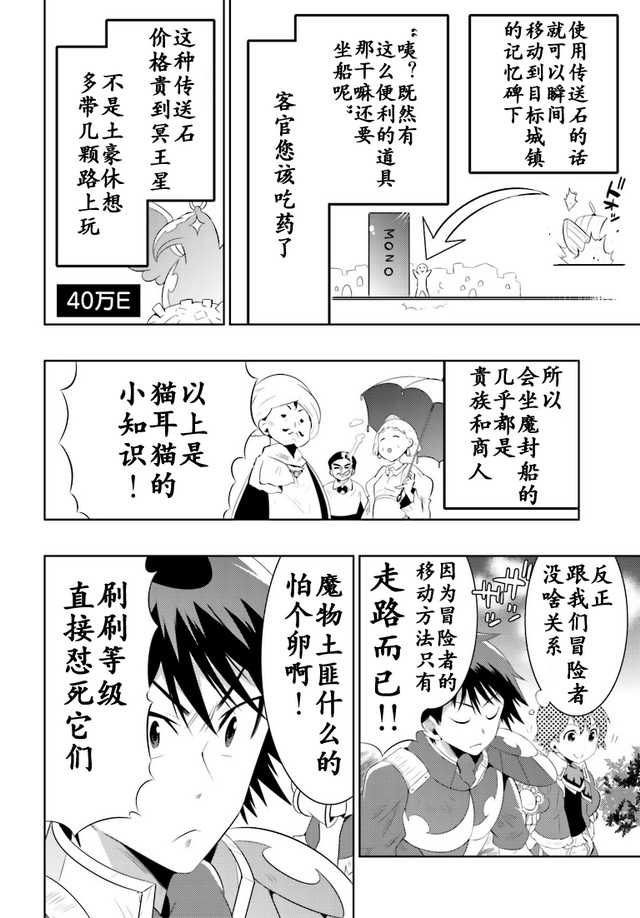 使用传送石的话
就可以瞬间
移动到目标城镇
的记忆碑下
“咦？既然有
这么便利的道具
那干嘛还要
坐船呢”
客官您该吃药了
MONO
这种传送石
价格貴到冥王星
不是土豪休想
多带几颗路上玩
40万E
所以
会坐魔封船的
几乎都是
贵族和商人
以上是
猫耳猫的
小知识！
反正
跟我们冒险者
没啥关系
因为冒险者的
移动方法只有
走路而已!!
魔物土匪什么的
怕个卵啊！
刷刷等级
直接怼死它们